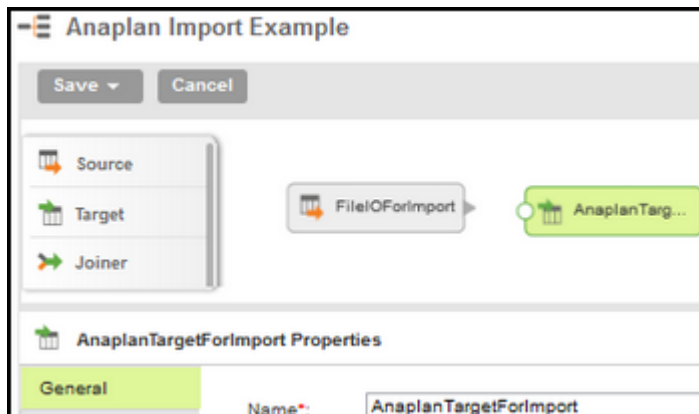 Anaplan Import Example
Save Cancel
Source
Target
Joiner
FileIOForImport
AnaplanTarg...
AnaplanTargetForImport Properties
General
Name*: AnaplanTargetForImport